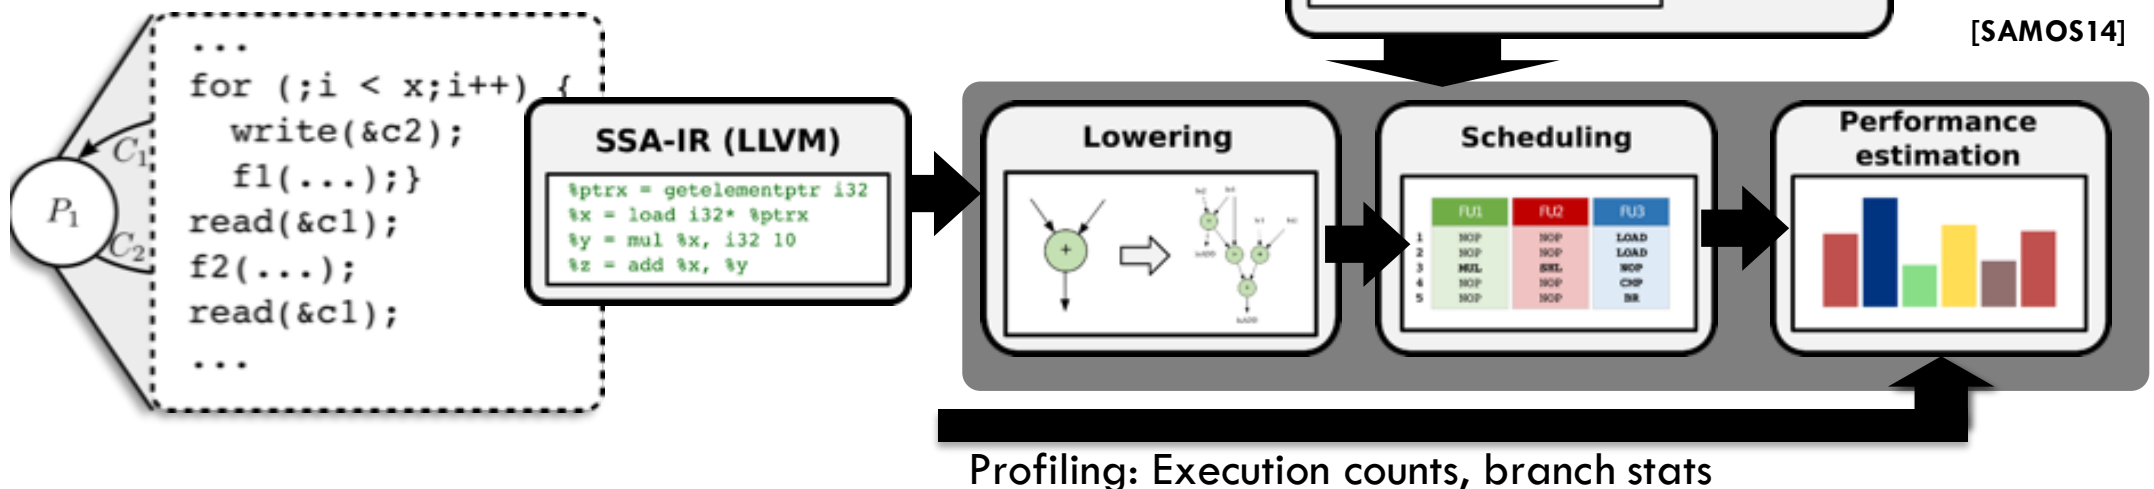 [SAMOS14]
...
for (;i < x;i++) {
write(&c2);
f1(...);}
read(&c1);
f2(...);
read(&c1);
...
P1
C1
C2
SSA-IR (LLVM)
%ptrx = getelementptr i32
%x = load i32* %ptrx
%y = mul %x, i32 10
%z = add %x, %y
Lowering
+
Scheduling
FU1 FU2 FU3
1 NOP NOP LOAD
2 NOP NOP LOAD
3 MUL SHL NOP
4 NOP NOP CMP
5 NOP NOP BR
Performance
estimation
Profiling: Execution counts, branch stats